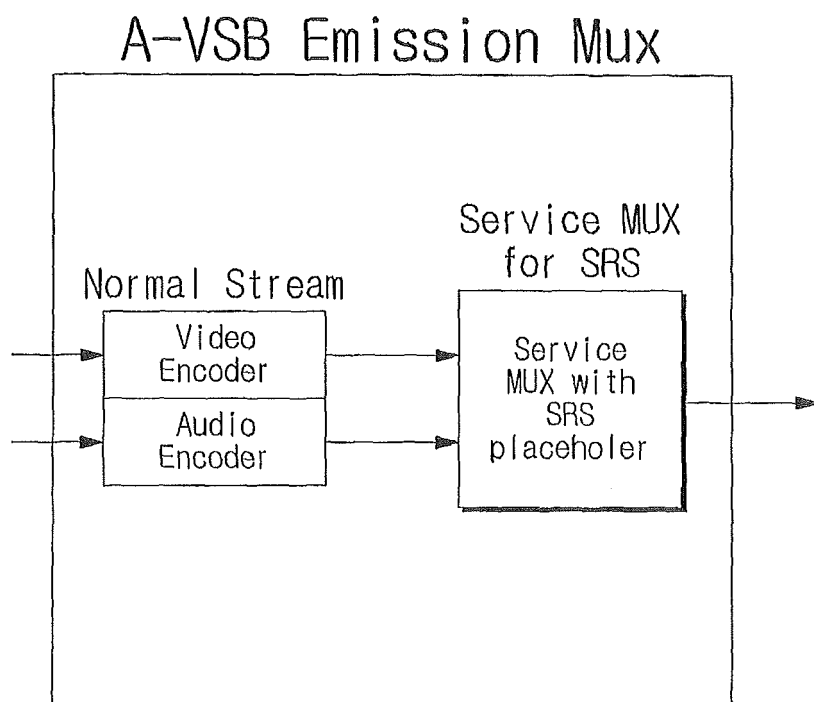 A-VSB Emission Mux
Service MUX
for SRS
Normal Stream
Video
Encoder
Audio
Encoder
Service
MUX with
SRS
placeholer